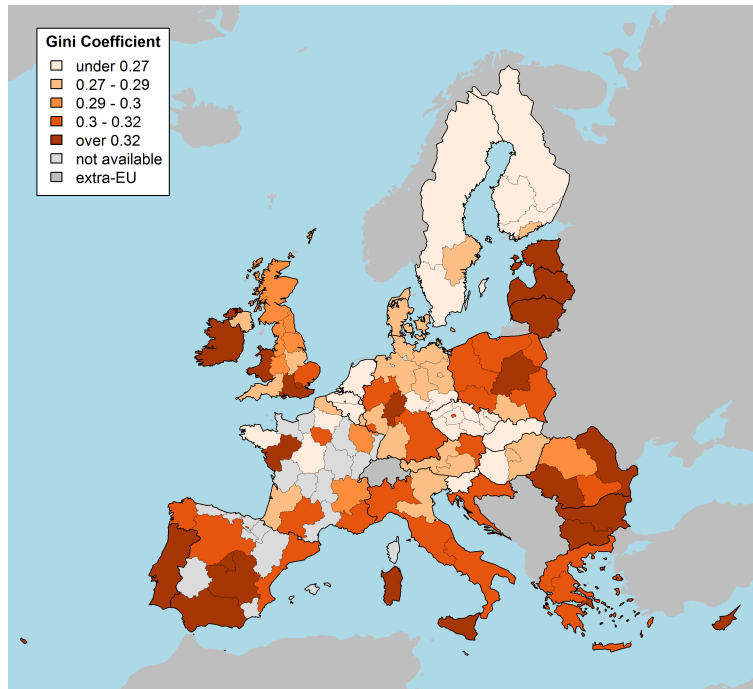 Gini Coefficient
under 0.27
0.27 - 0.29
0.29 - 0.3
0.3 - 0.32
over 0.32
not available
extra-EU